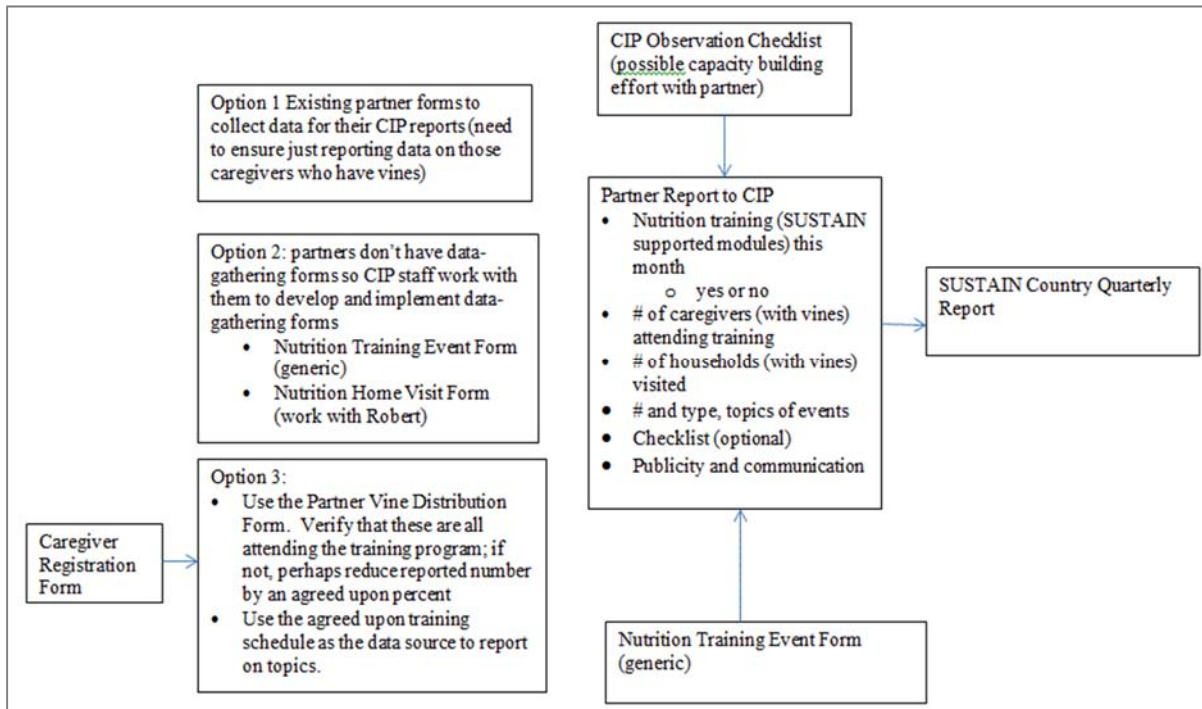 Option 1 Existing partner forms to
collect data for their CIP reports (need
to ensure just reporting data on those
caregivers who have vines)
Option 2: partners don't have data-
gathering forms so CIP staff work with
them to develop and implement data-
gathering forms
• Nutrition Training Event Form
(generic)
• Nutrition Home Visit Form
(work with Robert)
Caregiver
Registration
Form
Option 3:
• Use the Partner Vine Distribution
Form. Verify that these are all
attending the training program; if
not, perhaps reduce reported number
by an agreed upon percent
• Use the agreed upon training
schedule as the data source to report
on topics.
CIP Observation Checklist
(possible capacity building
effort with partner)
Partner Report to CIP
• Nutrition training (SUSTAIN
supported modules) this
month
o yes or no
• # of caregivers (with vines)
attending training
• # of households (with vines)
visited
• # and type, topics of events
• Checklist (optional)
• Publicity and communication
Nutrition Training Event Form
(generic)
SUSTAIN Country Quarterly
Report